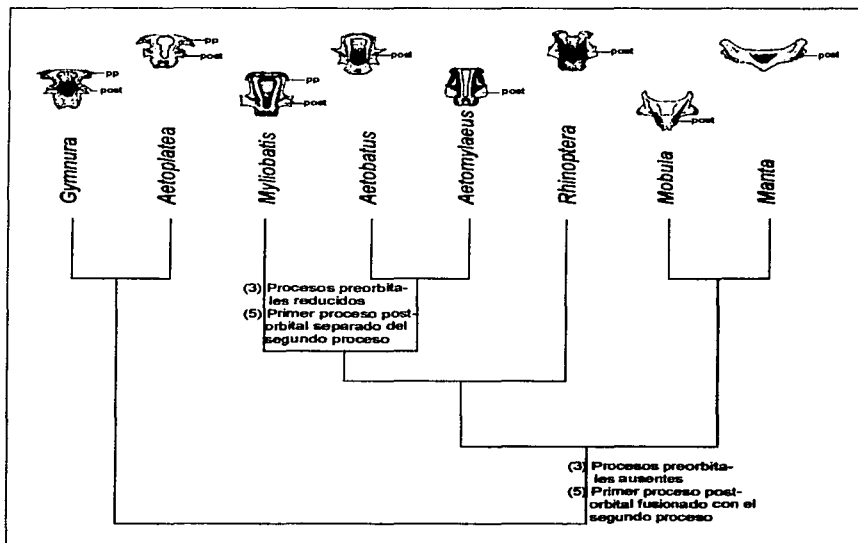 pp
post
pp
post
pp
post
post
post
post
post
Gymnura
Aetoplatea
Myliobatis
Aetobatus
Aetomylaeus
Rhinoptera
Mobula
Manta
(3) Procesos preorbita-
les reducidos
(5) Primer proceso post-
orbital separado del
segundo proceso
(3) Procesos preorbita-
les ausentes
(5) Primer proceso post-
orbital fusionado con el
segundo proceso